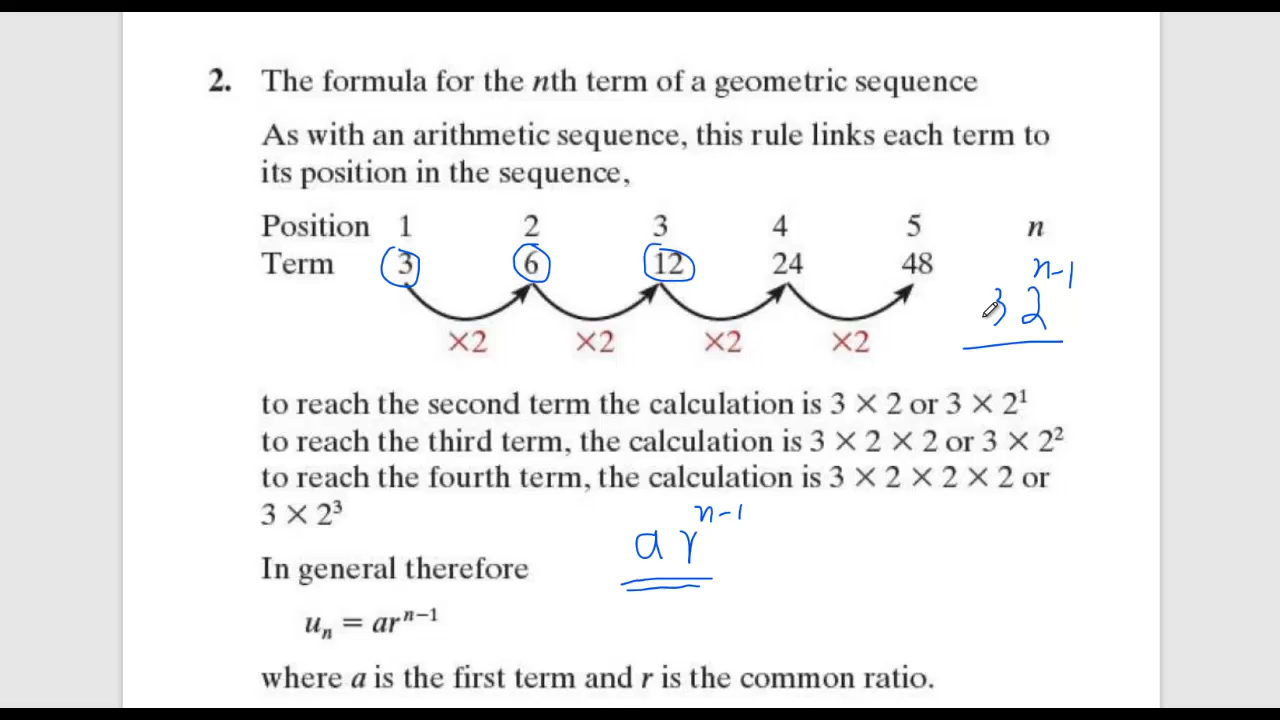 2. The formula for the nth term of a geometric sequence
As with an arithmetic sequence, this rule links each term to
its position in the sequence,
Position 1 2 3 4 5 n
Term 3 6 12 24 48
3 2ⁿ⁻¹
×2 ×2 ×2 ×2
to reach the second term the calculation is 3 × 2 or 3 × 2¹
to reach the third term, the calculation is 3 × 2 × 2 or 3 × 2²
to reach the fourth term, the calculation is 3 × 2 × 2 × 2 or
3 × 2³
a rⁿ⁻¹
In general therefore
uₙ = arⁿ⁻¹
where a is the first term and r is the common ratio.